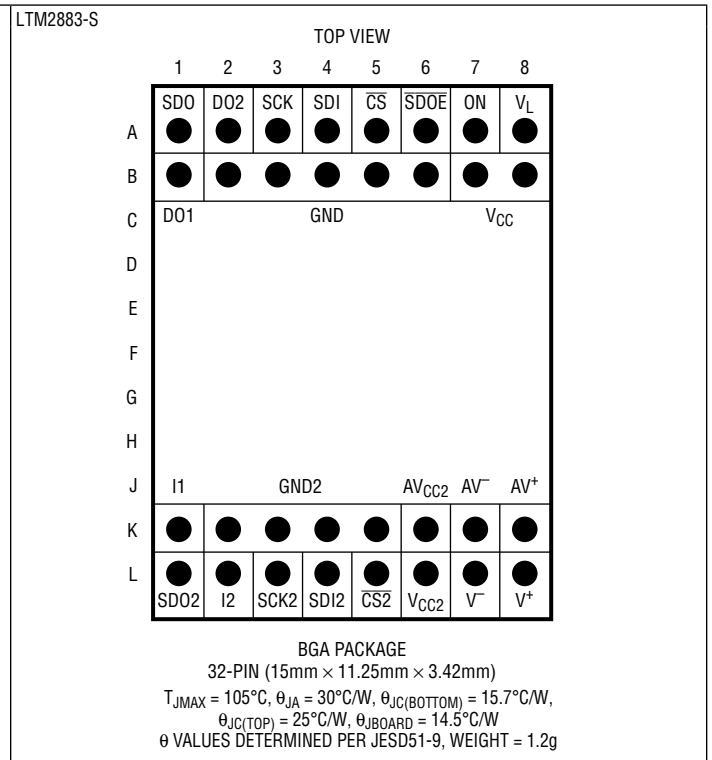 LTM2883-S
TOP VIEW
1 2 3 4 5 6 7 8
SDO DO2 SCK SDI C̅S̅ S̅D̅O̅E̅ ON VL
A
B
C DO1 GND VCC
D
E
F
G
H
J I1 GND2 AVCC2 AV– AV+
K
L
SDO2 I2 SCK2 SDI2 C̅S̅2̅ VCC2 V– V+
BGA PACKAGE
32-PIN (15mm × 11.25mm × 3.42mm)
TJMAX = 105°C, θJA = 30°C/W, θJC(BOTTOM) = 15.7°C/W,
θJC(TOP) = 25°C/W, θJBOARD = 14.5°C/W
θ VALUES DETERMINED PER JESD51-9, WEIGHT = 1.2g